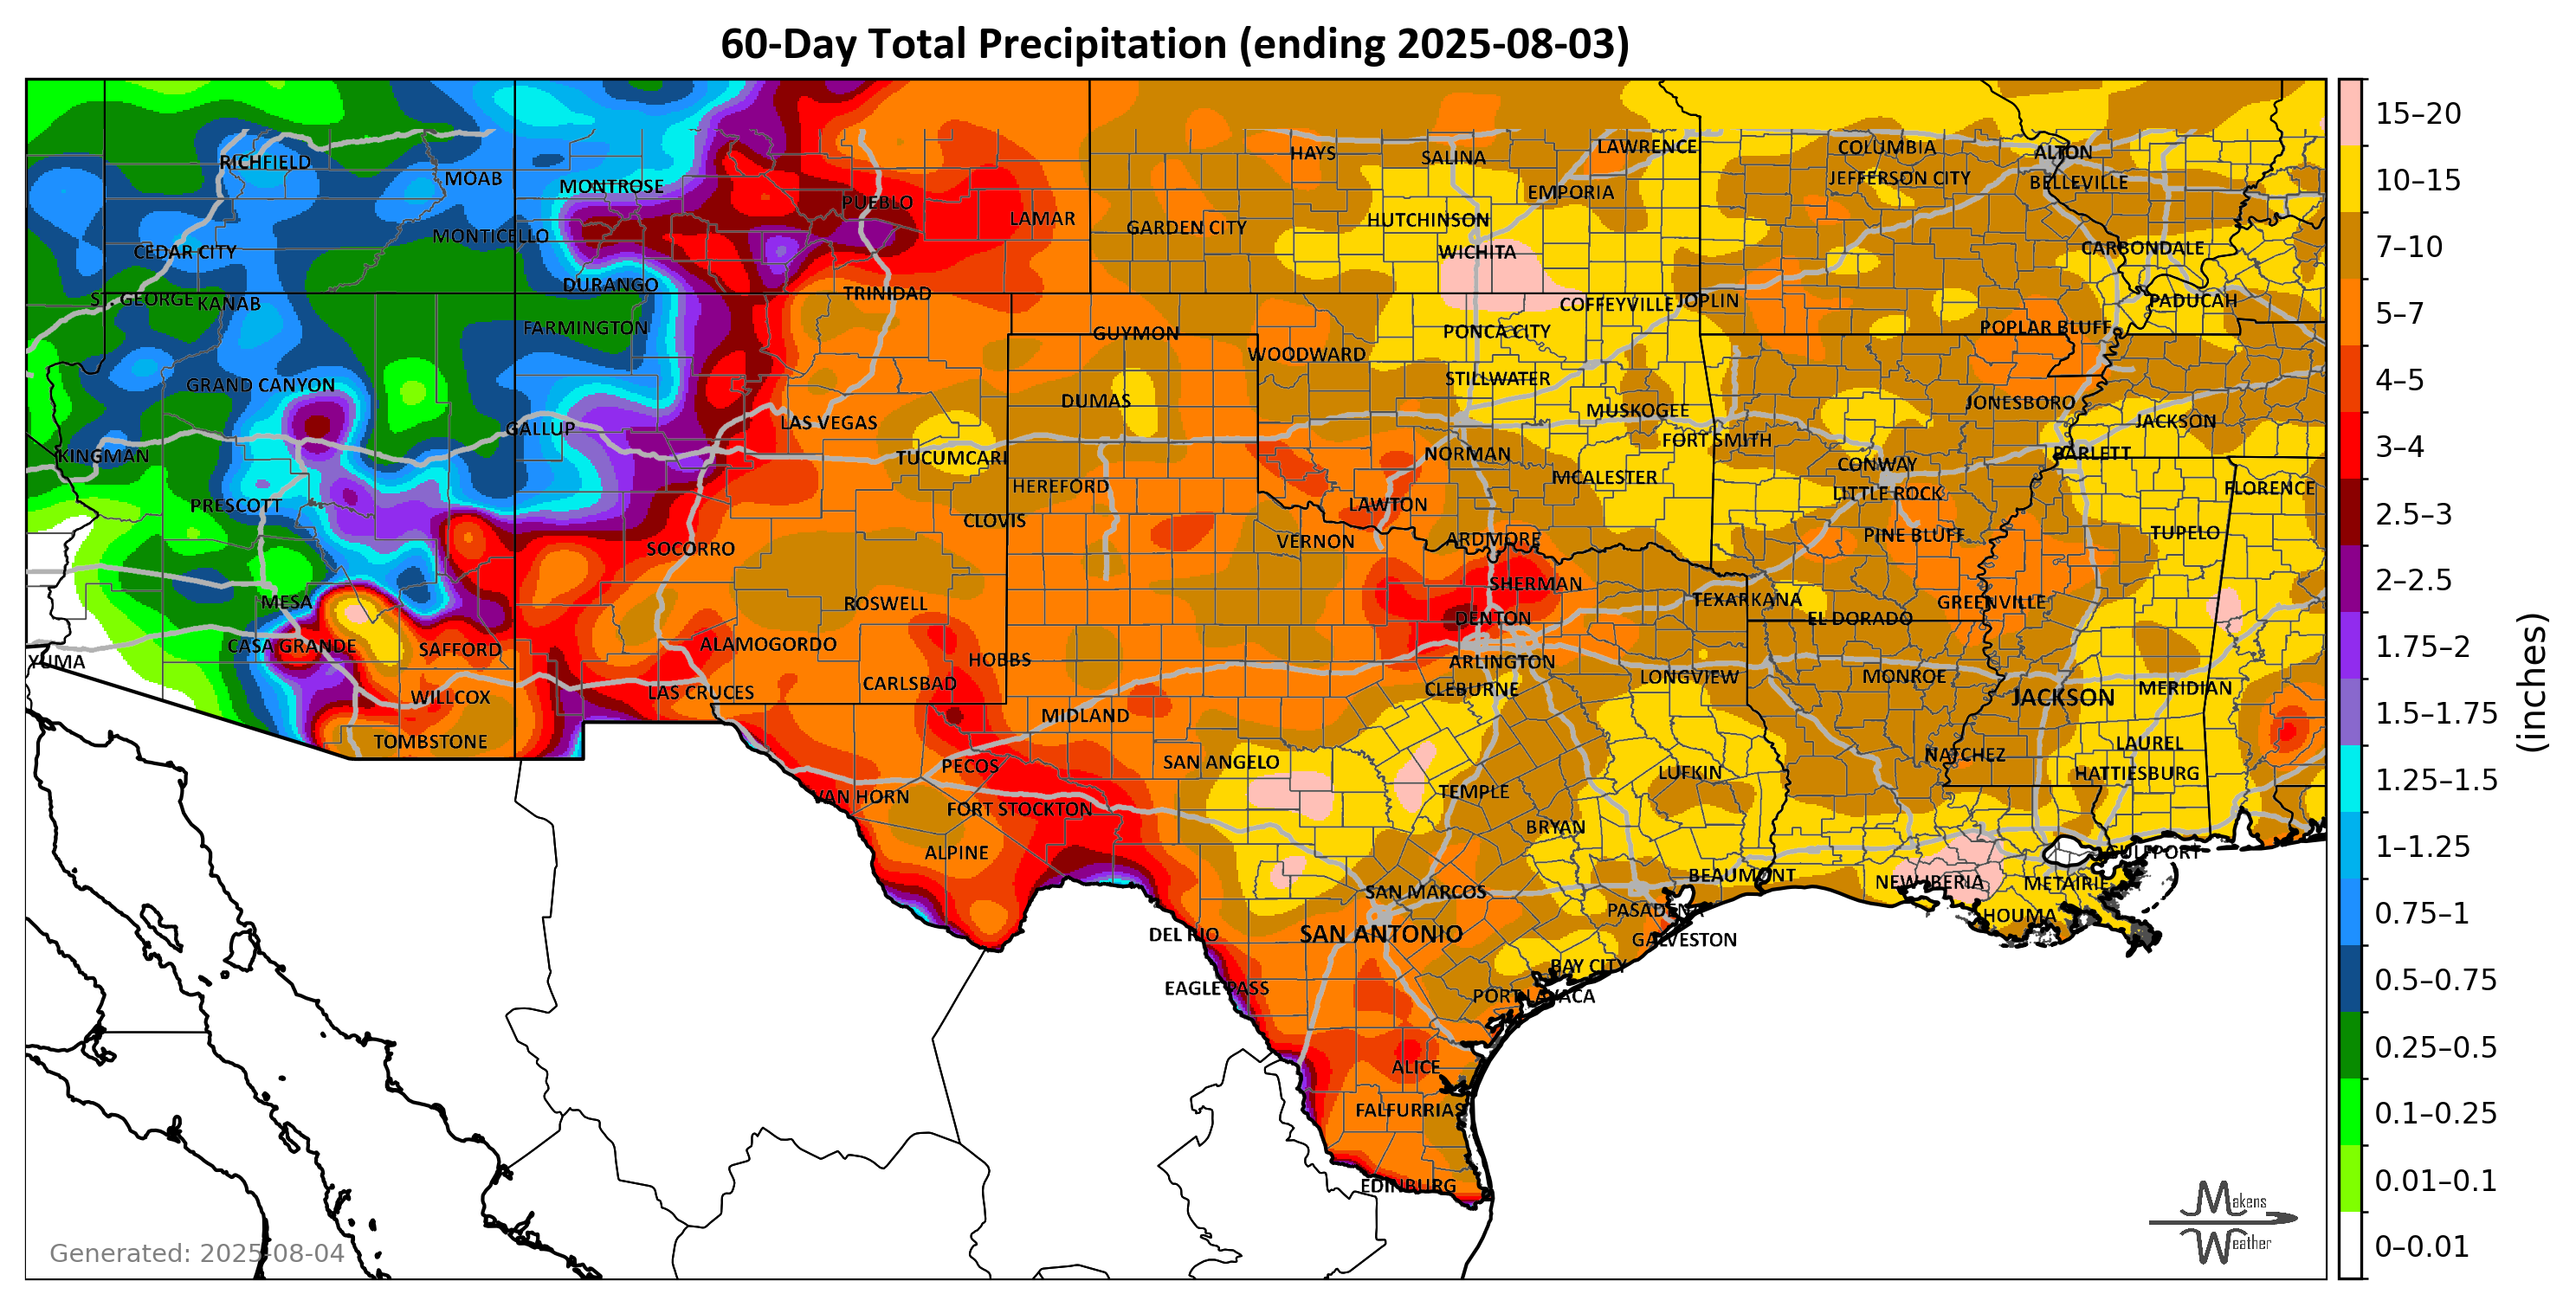 60-Day Total Precipitation (ending 2025-08-03)
RICHFIELD
MOAB
MONTROSE
PUEBLO
LAMAR
HAYS
SALINA
LAWRENCE
COLUMBIA
ALTON
JEFFERSON CITY
BELLEVILLE
EMPORIA
HUTCHINSON
GARDEN CITY
MONTICELLO
CEDAR CITY
WICHITA
CARBONDALE
DURANGO
TRINIDAD
ST. GEORGE
KANAB
COFFEYVILLE
JOPLIN
PADUCAH
FARMINGTON
GUYMON
PONCA CITY
POPLAR BLUFF
WOODWARD
GRAND CANYON
STILLWATER
DUMAS
MUSKOGEE
JONESBORO
JACKSON
GALLUP
LAS VEGAS
FORT SMITH
KINGMAN
TUCUMCARI
NORMAN
BARLETT
CONWAY
HEREFORD
MCALESTER
LITTLE ROCK
FLORENCE
PRESCOTT
LAWTON
CLOVIS
SOCORRO
VERNON
ARDMORE
PINE BLUFF
TUPELO
SHERMAN
MESA
ROSWELL
DENTON
TEXARKANA
GREENVILLE
EL DORADO
CASA GRANDE
SAFFORD
ALAMOGORDO
YUMA
HOBBS
ARLINGTON
CARLSBAD
CLEBURNE
LONGVIEW
MONROE
WILLCOX
LAS CRUCES
JACKSON
MERIDIAN
MIDLAND
TOMBSTONE
PECOS
SAN ANGELO
LUFKIN
NATCHEZ
LAUREL
HATTIESBURG
VAN HORN
FORT STOCKTON
TEMPLE
BRYAN
ALPINE
GULFPORT
BEAUMONT
NEW IBERIA
METAIRIE
SAN MARCOS
PASADENA
HOUMA
DEL RIO
SAN ANTONIO
GALVESTON
BAY CITY
EAGLE PASS
PORT LAVACA
ALICE
FALFURRIAS
EDINBURG
Generated: 2025-08-04
Makens
Weather
15–20
10–15
7–10
5–7
4–5
3–4
2.5–3
2–2.5
1.75–2
1.5–1.75
1.25–1.5
1–1.25
0.75–1
0.5–0.75
0.25–0.5
0.1–0.25
0.01–0.1
0–0.01
(inches)